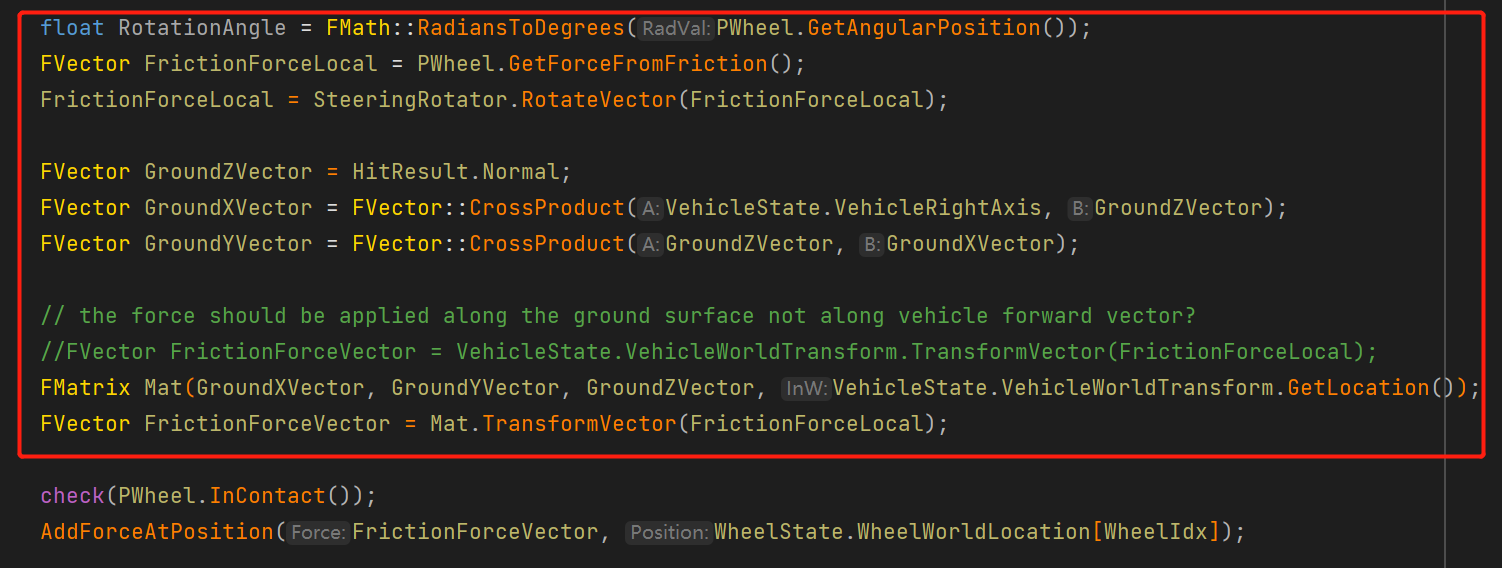 float RotationAngle = FMath::RadiansToDegrees(RadVal:PWheel.GetAngularPosition());
FVector FrictionForceLocal = PWheel.GetForceFromFriction();
FrictionForceLocal = SteeringRotator.RotateVector(FrictionForceLocal);
FVector GroundZVector = HitResult.Normal;
FVector GroundXVector = FVector::CrossProduct(A:VehicleState.VehicleRightAxis, B:GroundZVector);
FVector GroundYVector = FVector::CrossProduct(A:GroundZVector, B:GroundXVector);
// the force should be applied along the ground surface not along vehicle forward vector?
//FVector FrictionForceVector = VehicleState.VehicleWorldTransform.TransformVector(FrictionForceLocal);
FMatrix Mat(GroundXVector, GroundYVector, GroundZVector, InW:VehicleState.VehicleWorldTransform.GetLocation());
FVector FrictionForceVector = Mat.TransformVector(FrictionForceLocal);
check(PWheel.InContact());
AddForceAtPosition(Force:FrictionForceVector, Position:WheelState.WheelWorldLocation[WheelIdx]);